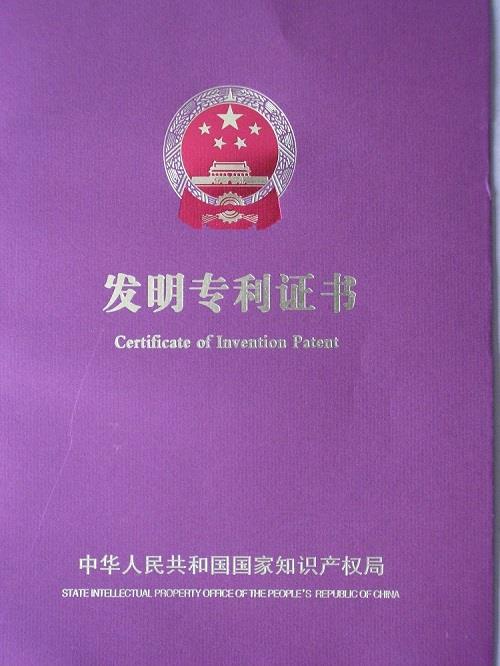 发明专利证书
Certificate of Invention Patent
中华人民共和国国家知识产权局
STATE INTELLECTUAL PROPERTY OFFICE OF THE PEOPLE'S REPUBLIC OF CHINA